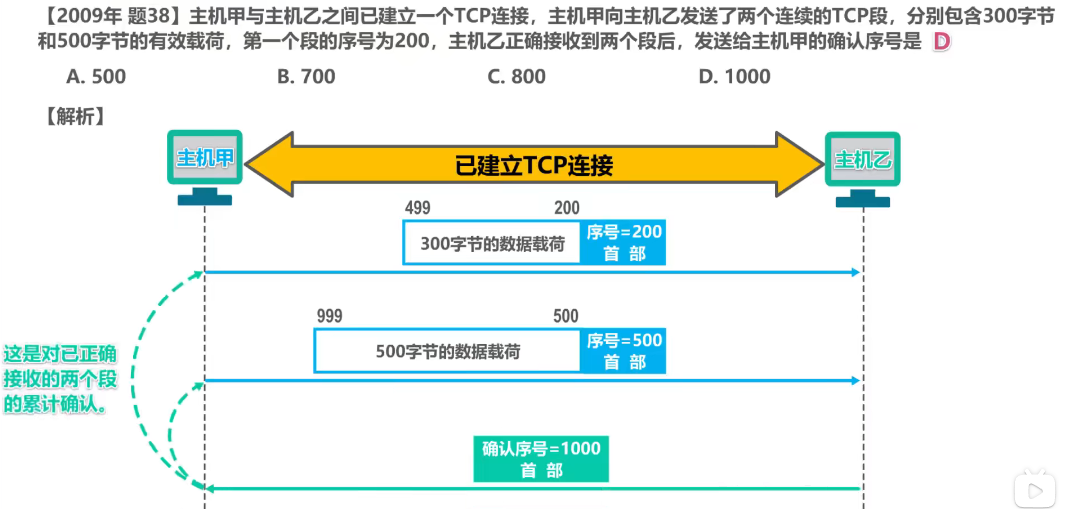 【2009年 题38】主机甲与主机乙之间已建立一个TCP连接，主机甲向主机乙发送了两个连续的TCP段，分别包含300字节
和500字节的有效载荷，第一个段的序号为200，主机乙正确接收到两个段后，发送给主机甲的确认序号是 D
A. 500 B. 700 C. 800 D. 1000
【解析】
主机甲
已建立TCP连接
主机乙
499 200
300字节的数据载荷
序号=200
首 部
999 500
500字节的数据载荷
序号=500
首 部
这是对已正确
接收的两个段
的累计确认。
确认序号=1000
首 部